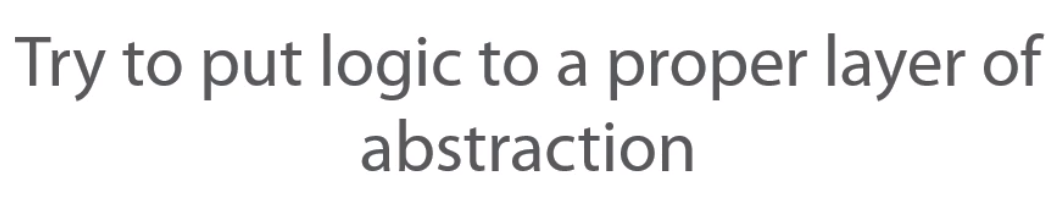 Try to put logic to a proper layer of
abstraction